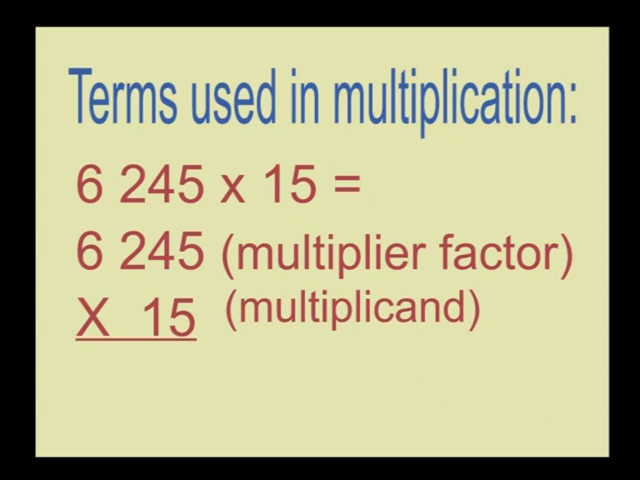 Terms used in multiplication:
6 245 x 15 =
6 245 (multiplier factor)
X 15 (multiplicand)